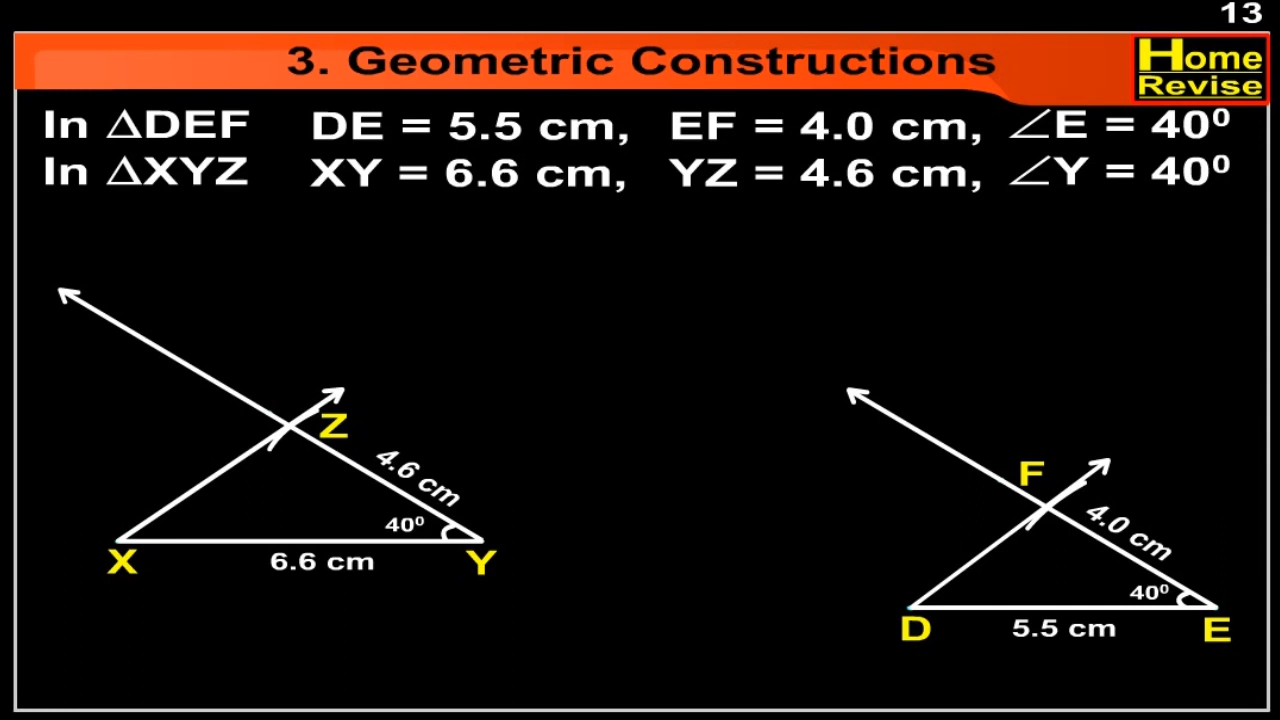 13
3. Geometric Constructions
Home
Revise
In △DEF DE = 5.5 cm, EF = 4.0 cm, ∠E = 40⁰
In △XYZ XY = 6.6 cm, YZ = 4.6 cm, ∠Y = 40⁰
Z
4.6 cm
40⁰
X
6.6 cm
Y
F
4.0 cm
40⁰
D
5.5 cm
E